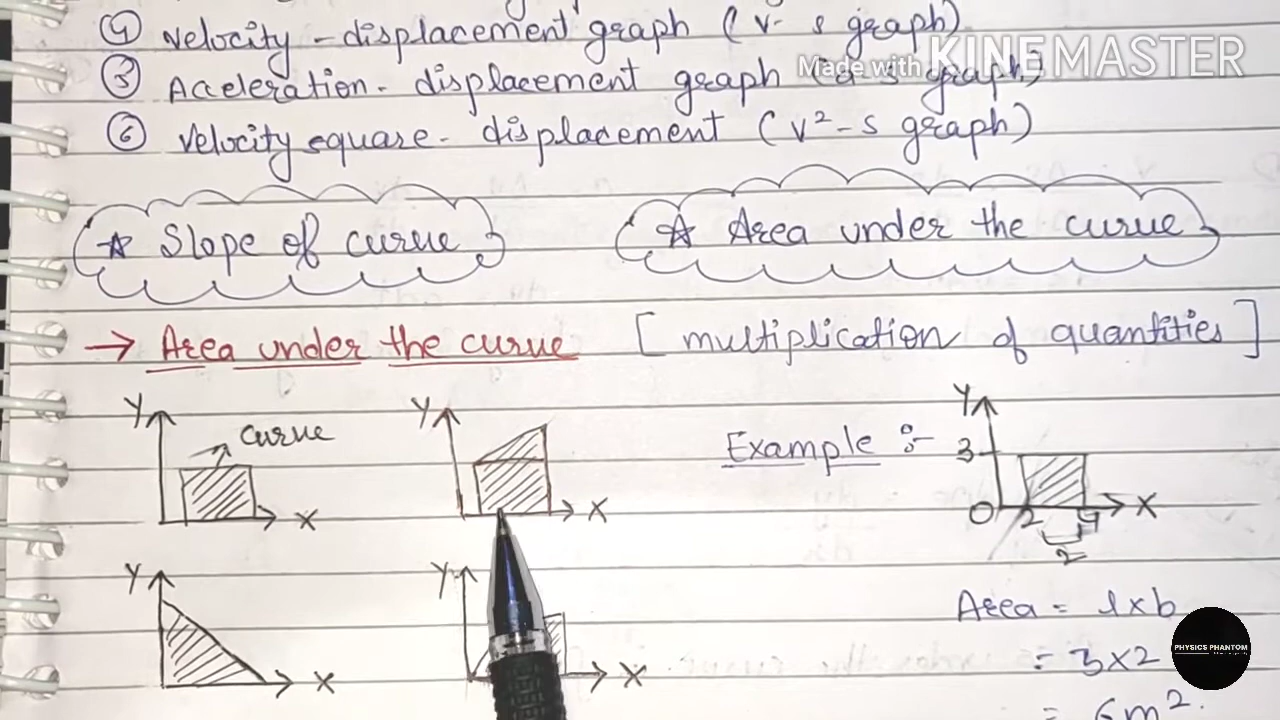 ④ Velocity - displacement graph (v- s graph)
Made with KINEMASTER
⑤ Acceleration - displacement graph (a s graph)
⑥ Velocity square - displacement (v² - s graph)
☆ Slope of curve
☆ Area under the curve
→ Area under the curve [multiplication of quantities]
Y curve X
Y X
Example :-
Y 3 O 2 4 X
2
Y X
Y X
Area = l x b
= 3 x 2
= 6m².
PHYSICS PHANTOM